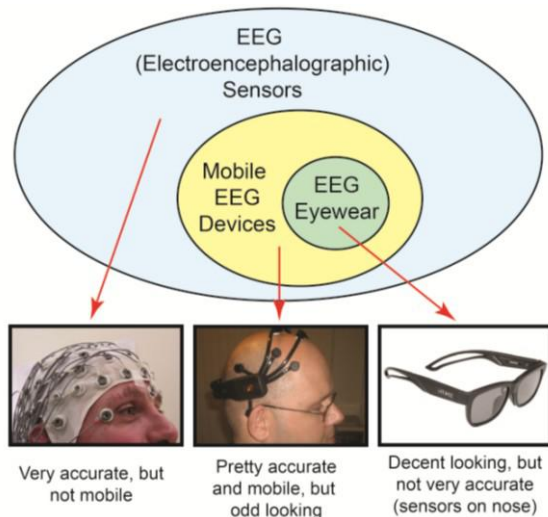 EEG
(Electroencephalographic)
Sensors
Mobile
EEG
Devices
EEG
Eyewear
Very accurate, but
not mobile
Pretty accurate
and mobile, but
odd looking
Decent looking, but
not very accurate
(sensors on nose)